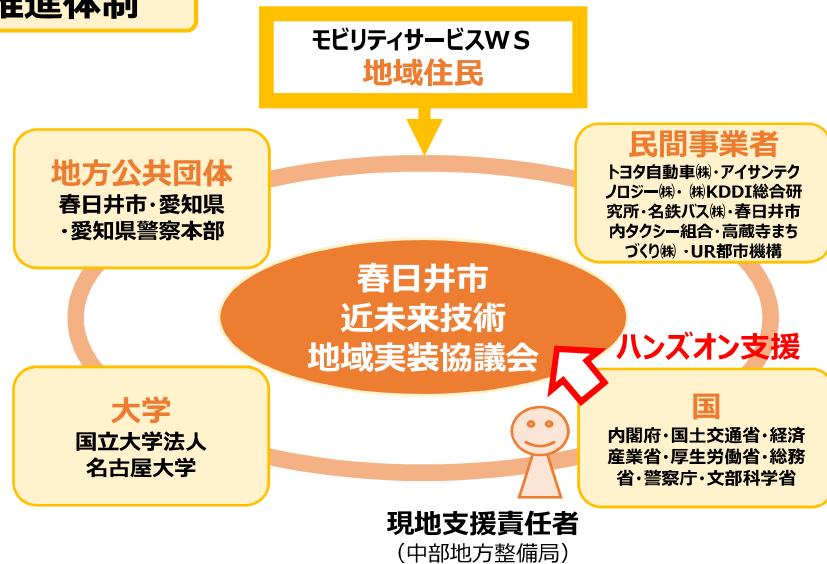 推進体制
モビリティサービスWS
地域住民
地方公共団体
春日井市・愛知県
・愛知県警察本部
民間事業者
トヨタ自動車㈱・アイサンテク
ノロジー㈱・ ㈱KDDI総合研
究所・名鉄バス㈱・春日井市
内タクシー組合・高蔵寺まち
づくり㈱ ・UR都市機構
春日井市
近未来技術
地域実装協議会
ハンズオン支援
大学
国立大学法人
名古屋大学
国
内閣府・国土交通省・経済
産業省・厚生労働省・総務
省・警察庁・文部科学省
現地支援責任者
（中部地方整備局）